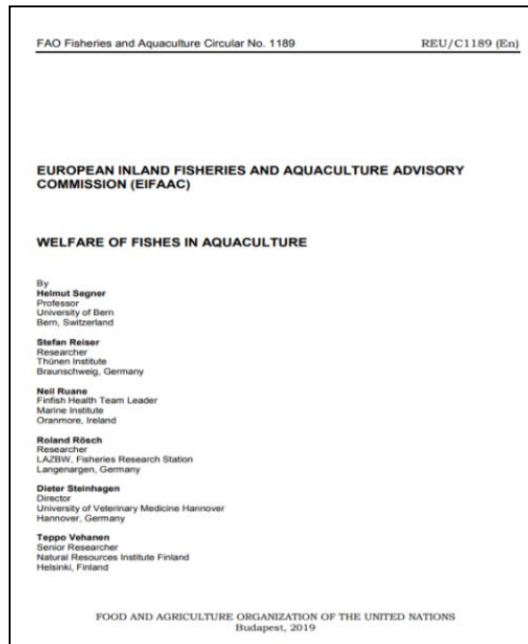 FAO Fisheries and Aquaculture Circular No. 1189 REU/C1189 (En)
EUROPEAN INLAND FISHERIES AND AQUACULTURE ADVISORY
COMMISSION (EIFAAC)
WELFARE OF FISHES IN AQUACULTURE
By
Helmut Segner
Professor
University of Bern
Bern, Switzerland
Stefan Reiser
Researcher
Thünen Institute
Braunschweig, Germany
Neil Ruane
Finfish Health Team Leader
Marine Institute
Oranmore, Ireland
Roland Rösch
Researcher
LAZBW, Fisheries Research Station
Langenargen, Germany
Dieter Steinhagen
Director
University of Veterinary Medicine Hannover
Hannover, Germany
Teppo Vehanen
Senior Researcher
Natural Resources Institute Finland
Helsinki, Finland
FOOD AND AGRICULTURE ORGANIZATION OF THE UNITED NATIONS
Budapest, 2019